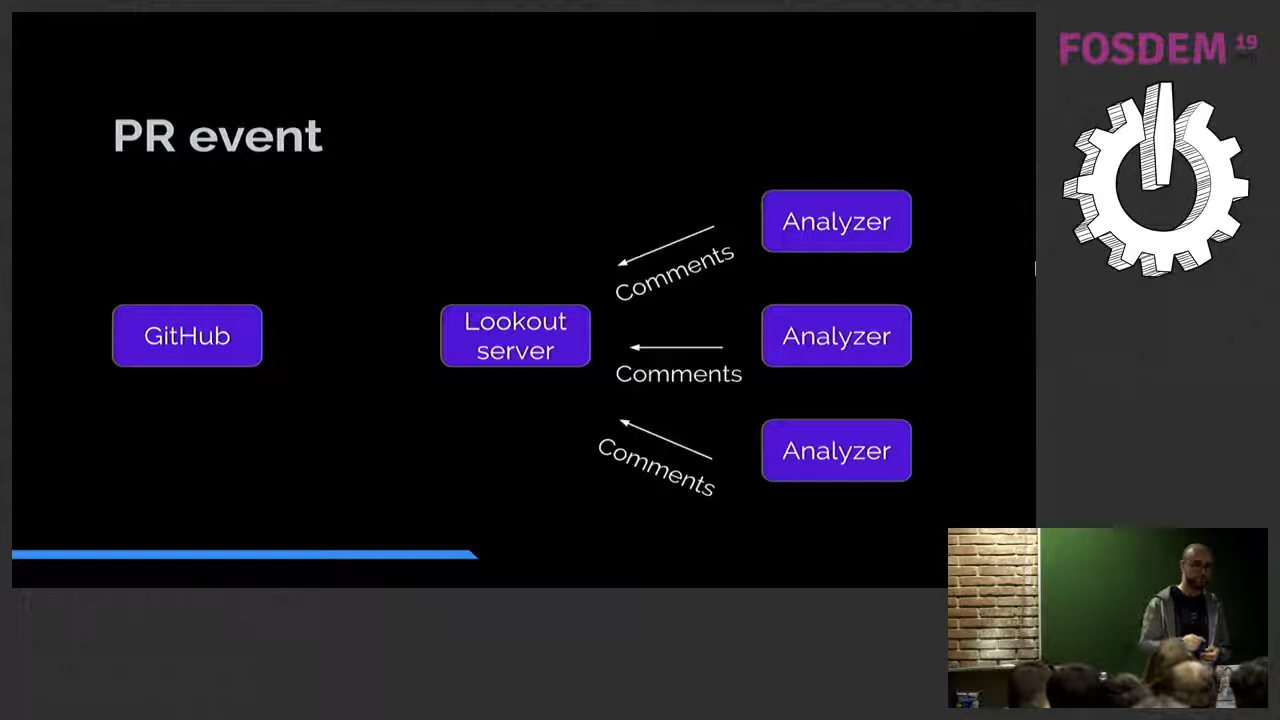 FOSDEM 19
PR event
Analyzer
Comments
GitHub
Lookout
server
Analyzer
Comments
Analyzer
Comments